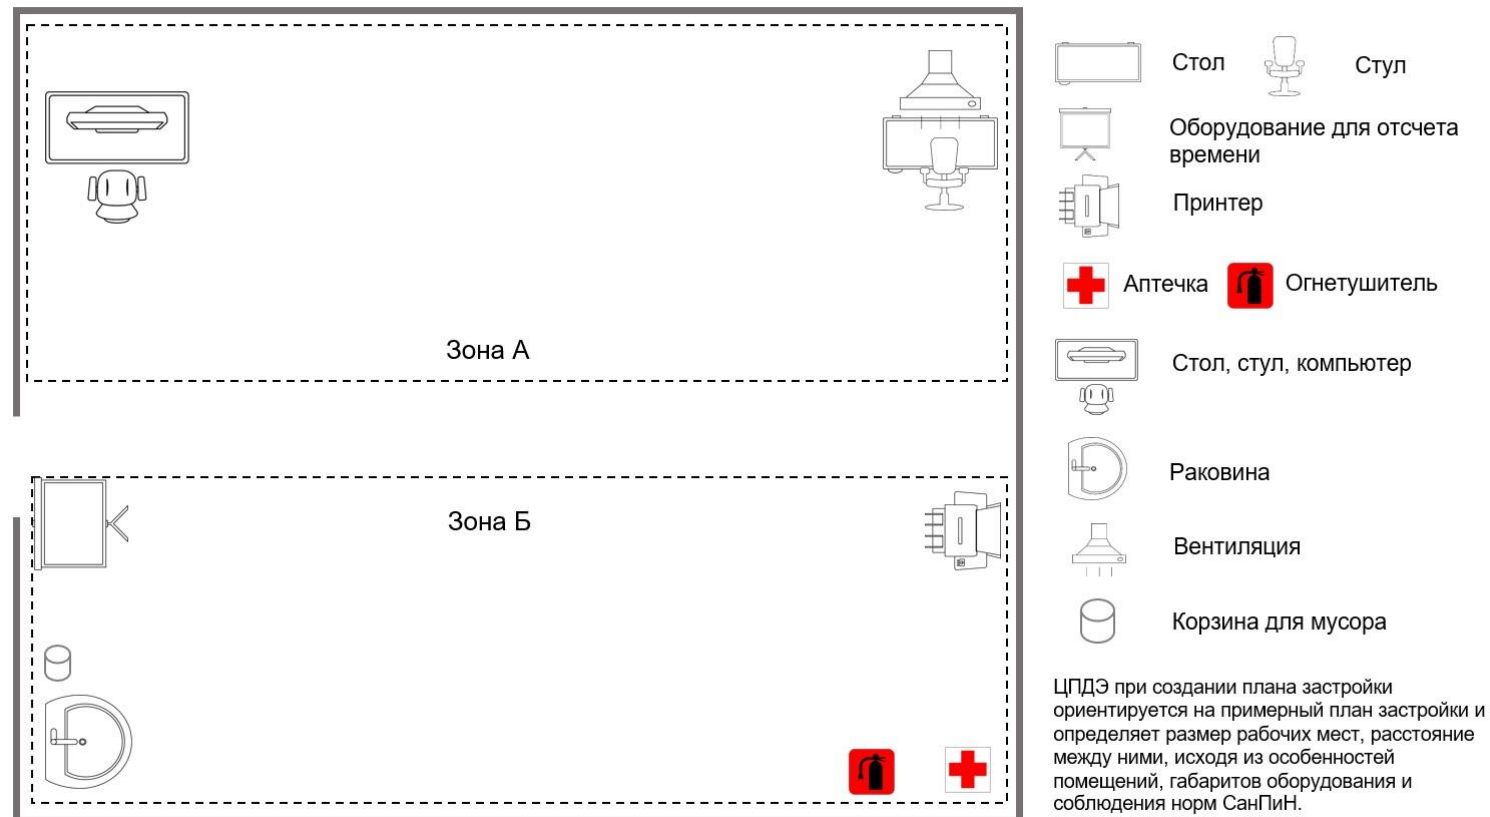 Зона А
Зона Б
Стол
Стул
Оборудование для отсчета
времени
Принтер
Аптечка
Огнетушитель
Стол, стул, компьютер
Раковина
Вентиляция
Корзина для мусора
ЦПДЭ при создании плана застройки
ориентируется на примерный план застройки и
определяет размер рабочих мест, расстояние
между ними, исходя из особенностей
помещений, габаритов оборудования и
соблюдения норм СанПиН.